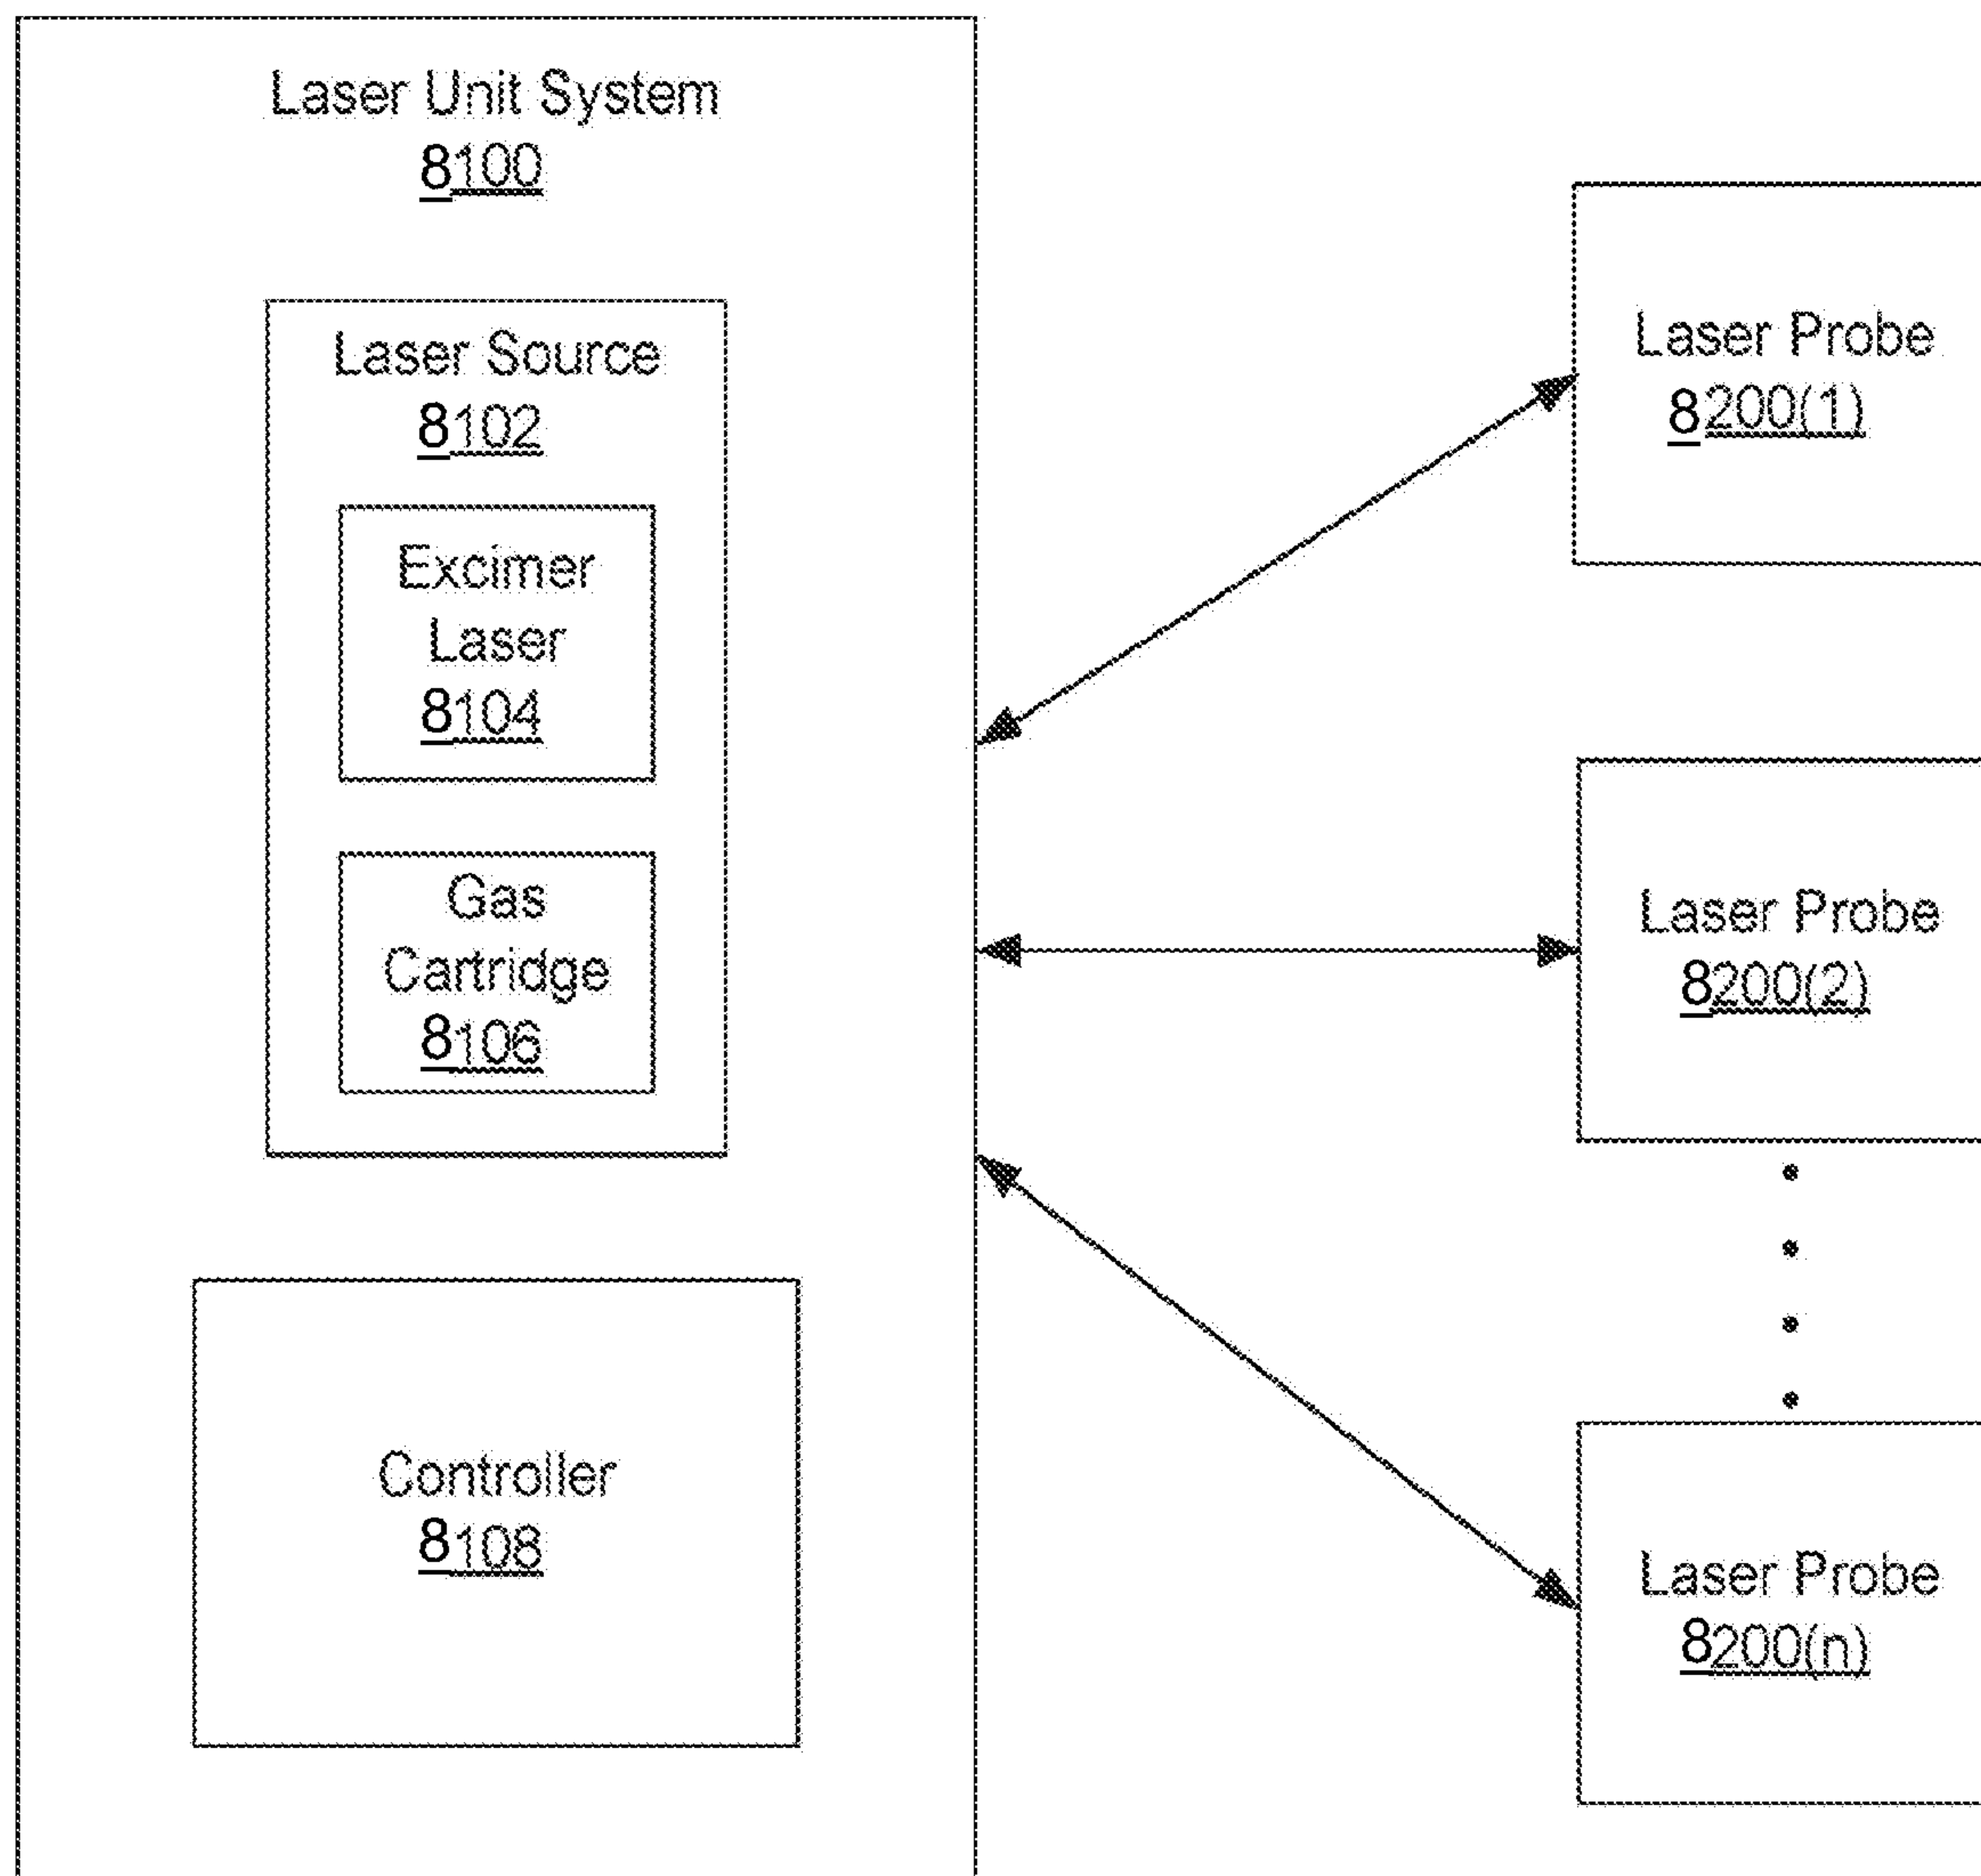 Laser Unit System
8100
Laser Source
8102
Excimer
Laser
8104
Gas
Cartridge
8106
Controller
8108
Laser Probe
8200(1)
Laser Probe
8200(2)
Laser Probe
8200(n)